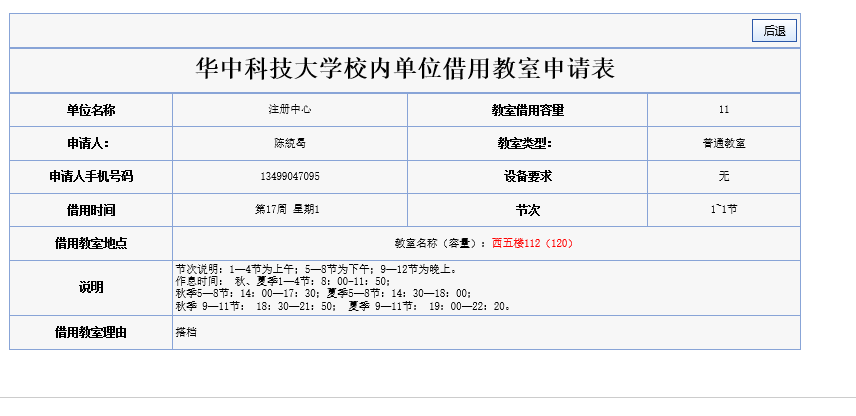 后退
华中科技大学校内单位借用教室申请表
单位名称 注册中心 教室借用容量 11
申请人: 教室类型: 普通教室
申请人手机号码 13499047095 设备要求 无
借用时间 第17周 星期1 节次 1~1节
借用教室地点 教室名称（容量）: 西五楼112（120）
说明
节次说明: 1—4节为上午; 5—8节为下午; 9—12节为晚上。
作息时间: 秋、夏季1—4节: 8: 00-11: 50;
秋季5—8节: 14: 00—17: 30; 夏季5—8节: 14: 30—18: 00;
秋季 9—11节: 18: 30—21: 50; 夏季 9—11节: 19: 00—22: 20。
借用教室理由 搭档